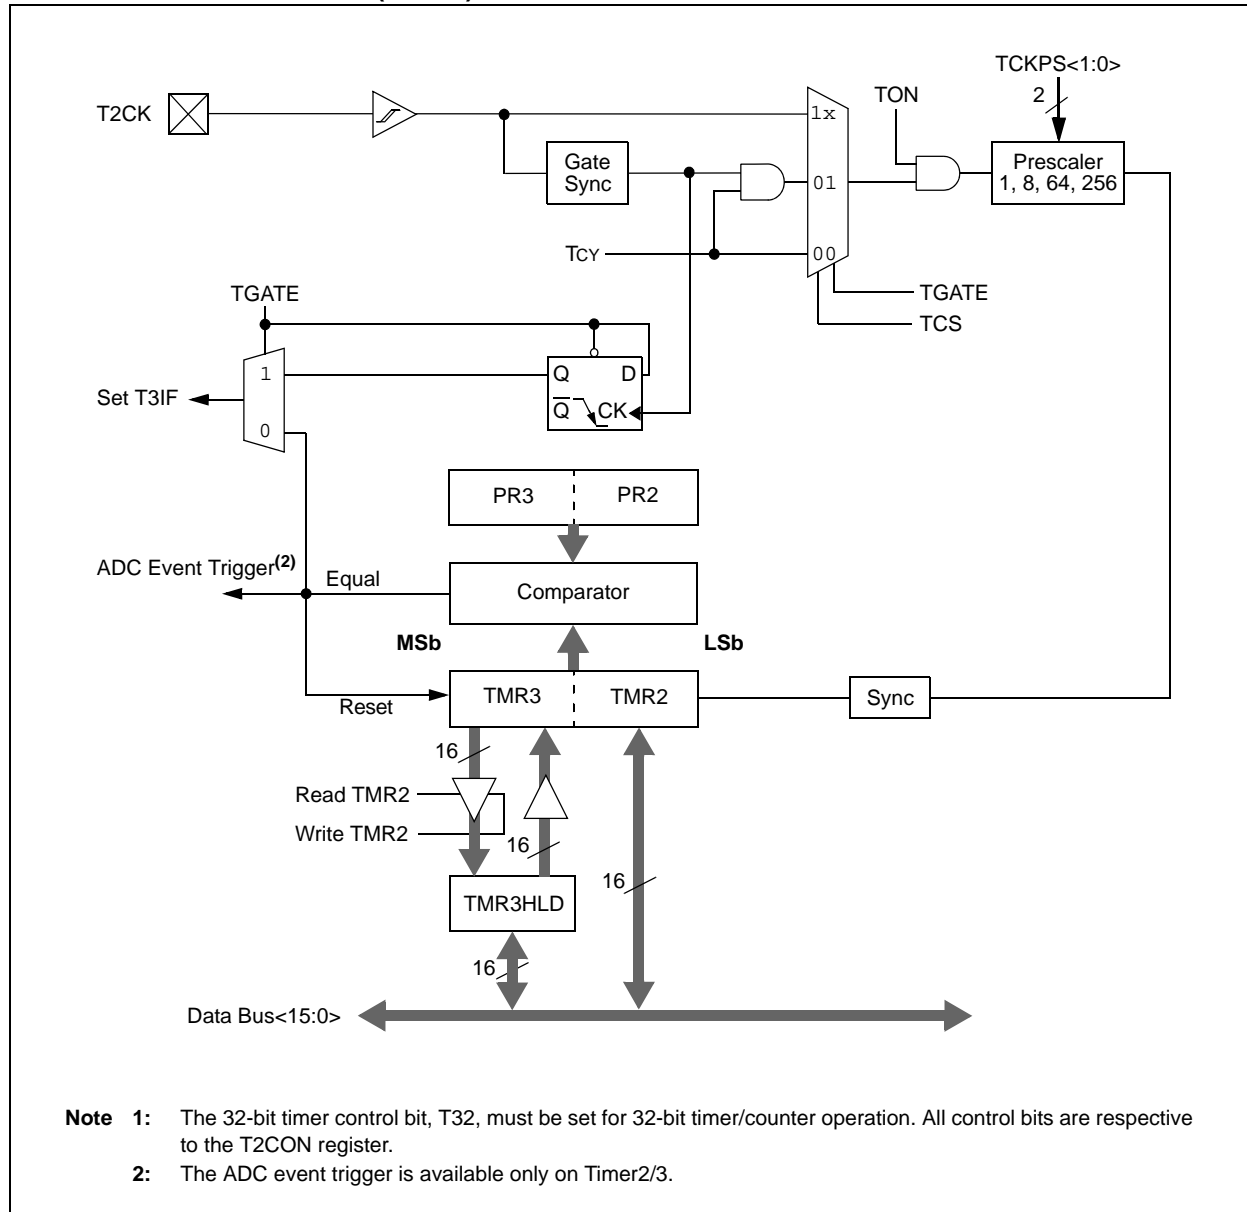 TCKPS<1:0>
2
TON
T2CK
1x
Gate
Sync
Prescaler
1, 8, 64, 256
01
TCY
00
TGATE
TGATE
TCS
1
Q D
Set T3IF
Q CK
0
PR3 PR2
ADC Event Trigger(2)
Equal
Comparator
MSb LSb
TMR3 TMR2
Sync
Reset
16
Read TMR2
Write TMR2
16
16
TMR3HLD
16
Data Bus<15:0>
Note 1: The 32-bit timer control bit, T32, must be set for 32-bit timer/counter operation. All control bits are respective
to the T2CON register.
2: The ADC event trigger is available only on Timer2/3.